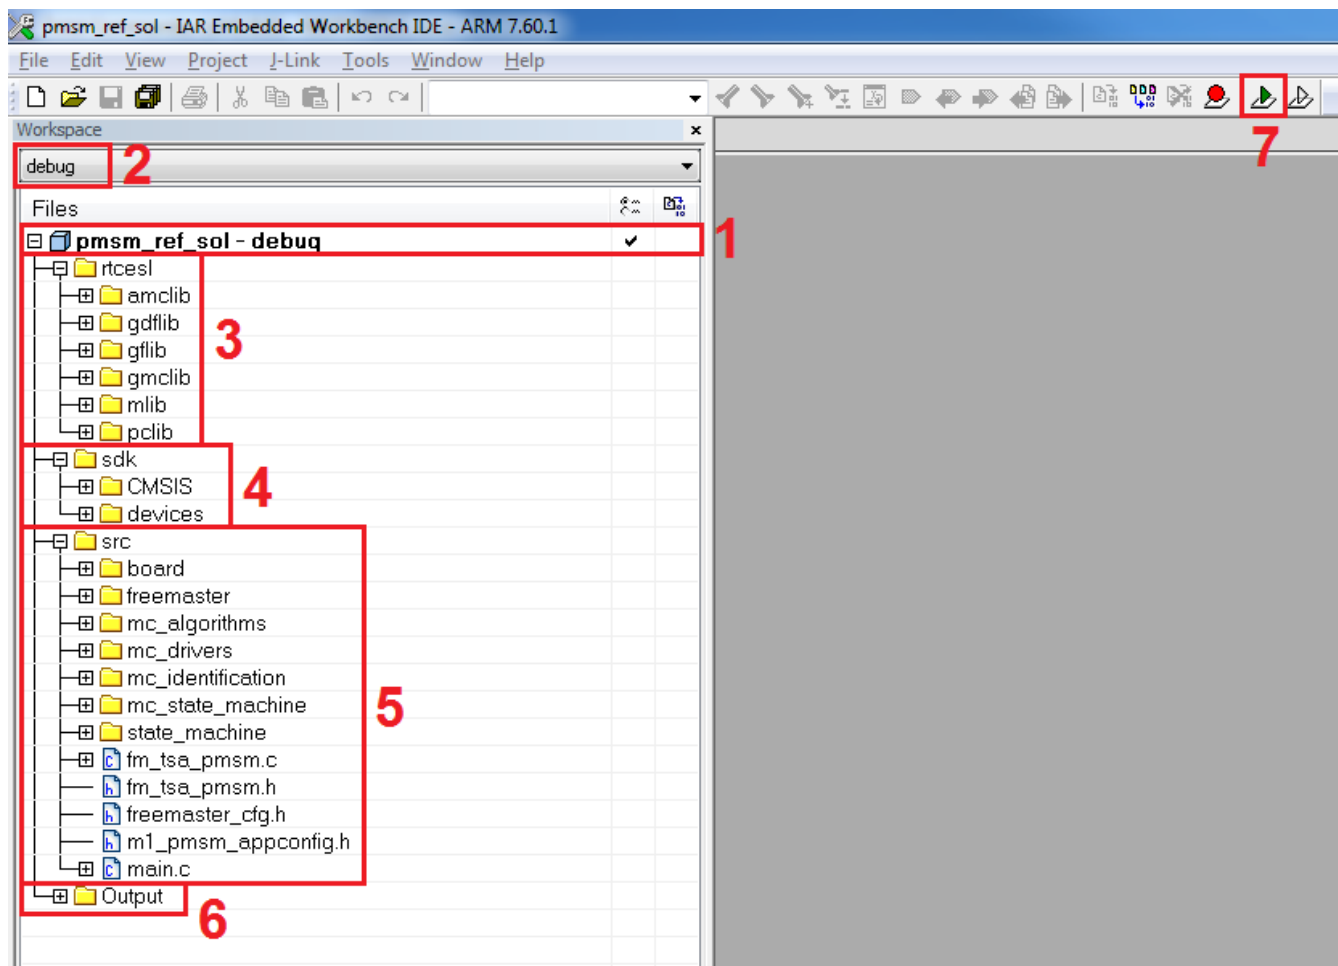 pmsm_ref_sol - IAR Embedded Workbench IDE - ARM 7.60.1
File Edit View Project J-Link Tools Window Help
Workspace
7
debug
2
Files
pmsm_ref_sol - debug
1
rtcesl
amclib
gdflib
3
gflib
gmclib
mlib
pclib
sdk
CMSIS
4
devices
src
board
freemaster
mc_algorithms
mc_drivers
mc_identification
mc_state_machine
5
state_machine
fm_tsa_pmsm.c
fm_tsa_pmsm.h
freemaster_cfg.h
m1_pmsm_appconfig.h
main.c
Output
6